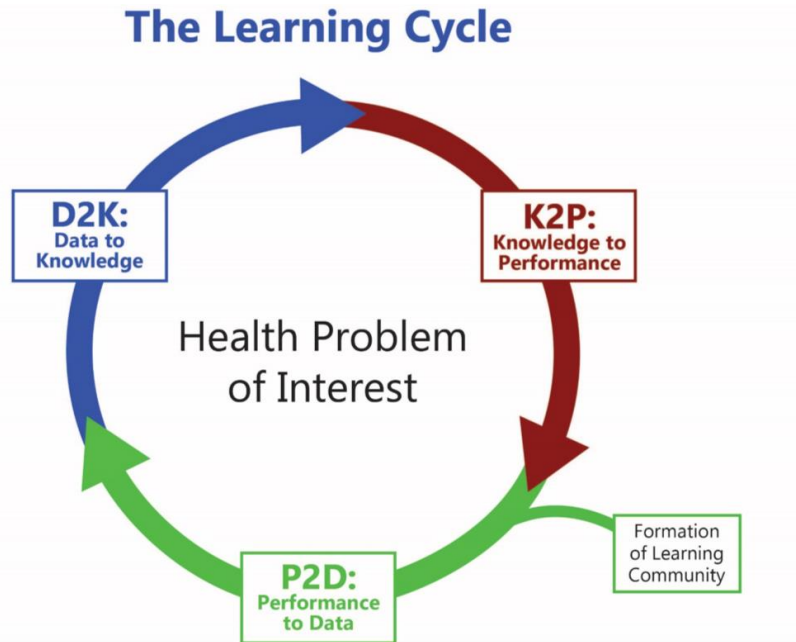 The Learning Cycle
D2K:
Data to
Knowledge
K2P:
Knowledge to
Performance
Health Problem
of Interest
Formation
of Learning
Community
P2D:
Performance
to Data